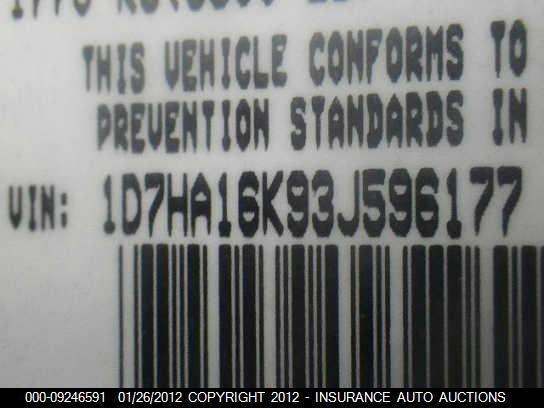 THIS VEHICLE CONFORMS TO
PREVENTION STANDARDS IN
VIN: 1D7HA16K93J596177
000-09246591 01/26/2012 COPYRIGHT 2012 - INSURANCE AUTO AUCTIONS